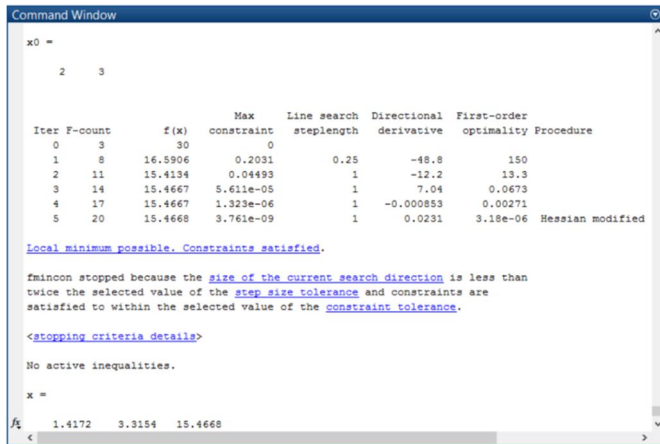 Command Window
x0 =
2 3
Max Line search Directional First-order
Iter F-count f(x) constraint steplength derivative optimality Procedure
0 3 30 0
1 8 16.5906 0.2031 0.25 -48.8 150
2 11 15.4134 0.04493 1 -12.2 13.3
3 14 15.4667 5.611e-05 1 7.04 0.0673
4 17 15.4667 1.323e-06 1 -0.000853 0.00271
5 20 15.4668 3.761e-09 1 0.0231 3.18e-06 Hessian modified
Local minimum possible. Constraints satisfied.
fmincon stopped because the size of the current search direction is less than
twice the selected value of the step size tolerance and constraints are
satisfied to within the selected value of the constraint tolerance.
<stopping criteria details>
No active inequalities.
x =
fx 1.4172 3.3154 15.4668